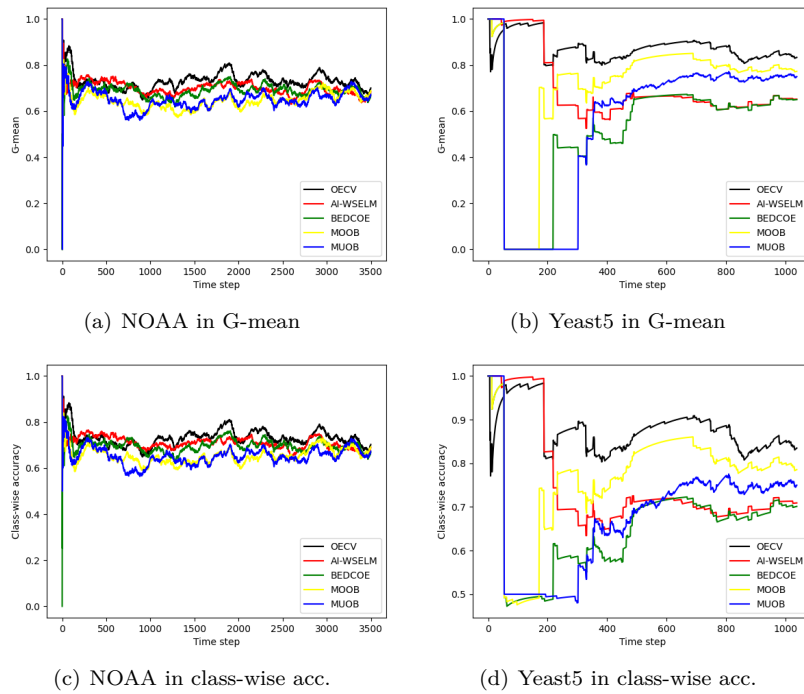 1.0
0.8
0.6
0.4
0.2
0.0
G-mean
0
500
1000
1500
2000
2500
3000
3500
Time step
OECV
AI-WSELM
BEDCOE
MOOB
MUOB
(a) NOAA in G-mean
1.0
0.8
0.6
0.4
0.2
0.0
G-mean
0
200
400
600
800
1000
Time step
OECV
AI-WSELM
BEDCOE
MOOB
MUOB
(b) Yeast5 in G-mean
1.0
0.8
0.6
0.4
0.2
0.0
Class-wise accuracy
0
500
1000
1500
2000
2500
3000
3500
Time step
OECV
AI-WSELM
BEDCOE
MOOB
MUOB
(c) NOAA in class-wise acc.
1.0
0.9
0.8
0.7
0.6
0.5
Class-wise accuracy
0
200
400
600
800
1000
Time step
OECV
AI-WSELM
BEDCOE
MOOB
MUOB
(d) Yeast5 in class-wise acc.